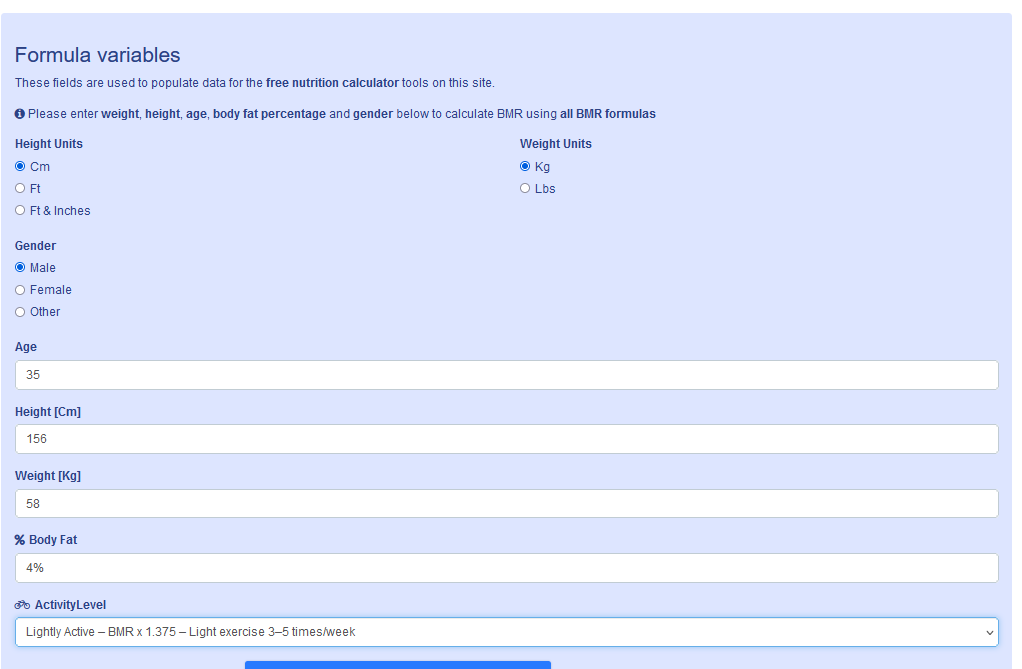 Formula variables
These fields are used to populate data for the free nutrition calculator tools on this site.
Please enter weight, height, age, body fat percentage and gender below to calculate BMR using all BMR formulas
Height Units
Cm
Ft
Ft & Inches
Weight Units
Kg
Lbs
Gender
Male
Female
Other
Age
35
Height [Cm]
156
Weight [Kg]
58
% Body Fat
4%
ActivityLevel
Lightly Active – BMR x 1.375 – Light exercise 3–5 times/week